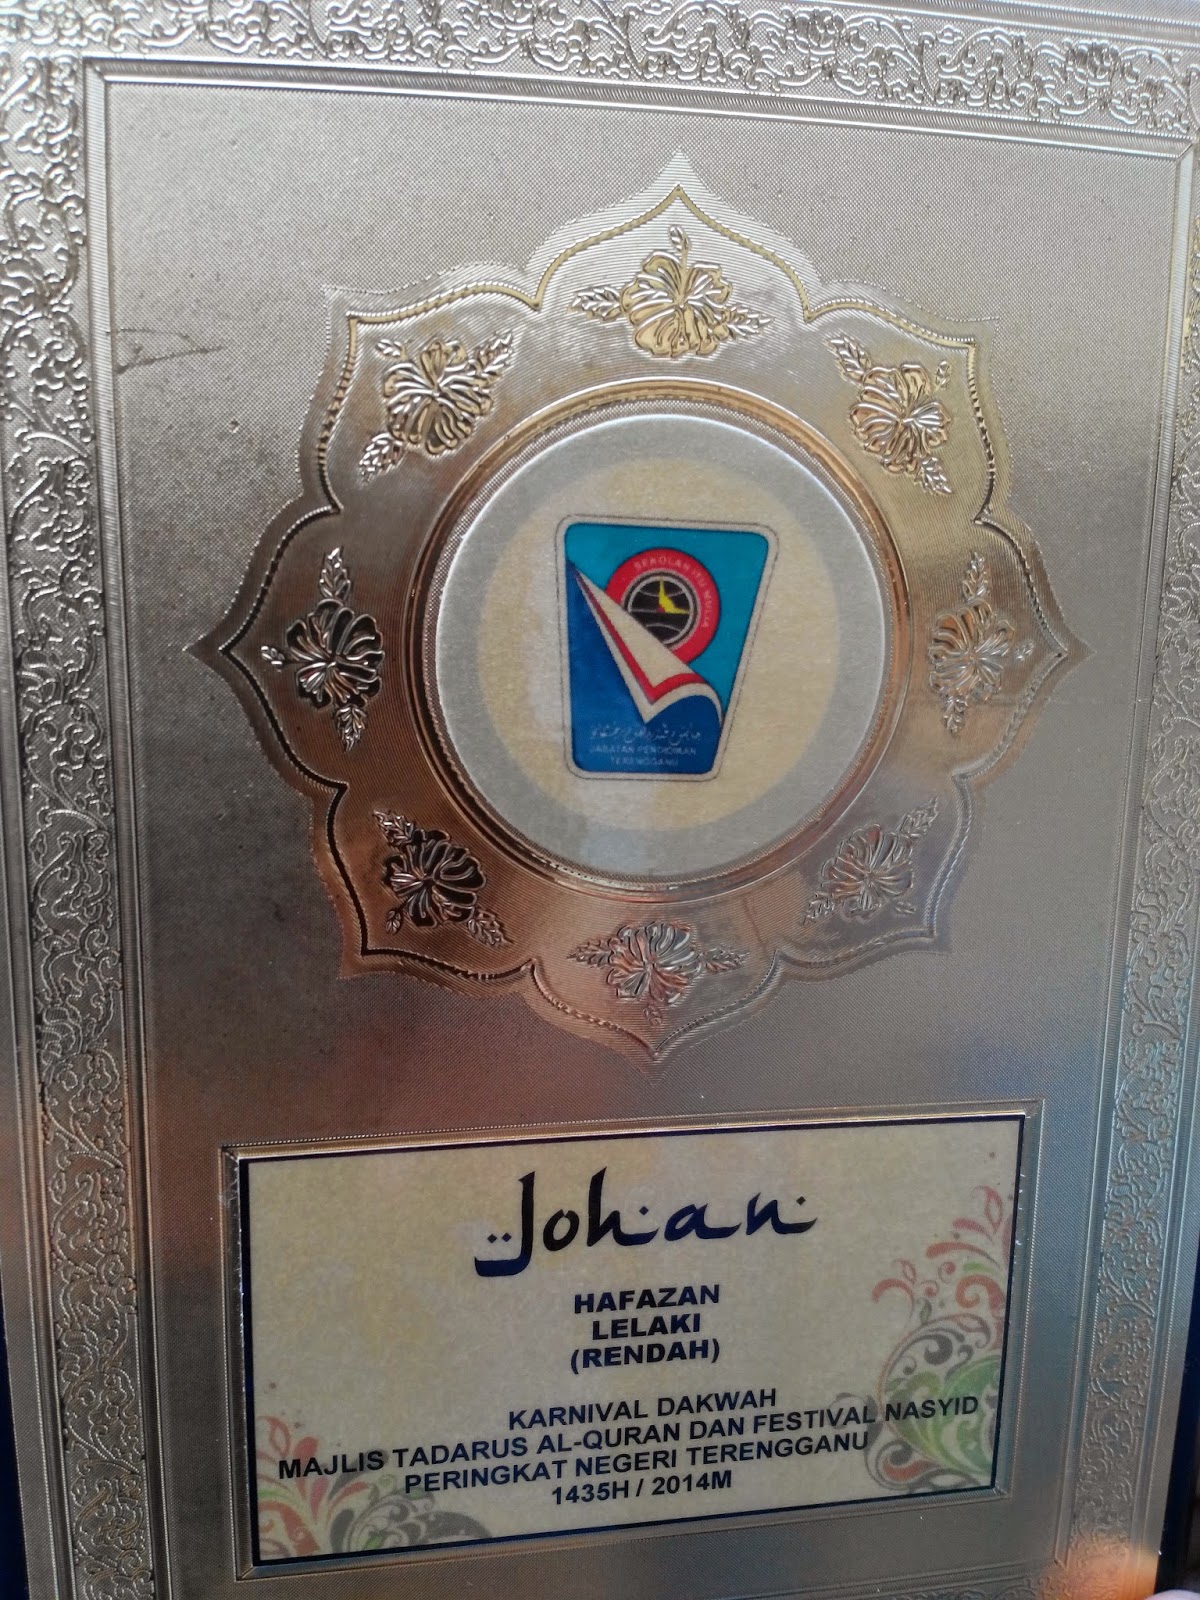 SEKOLAH ITU MULIA
JABATAN PENDIDIKAN
TERENGGANU
Johan
HAFAZAN
LELAKI
(RENDAH)
KARNIVAL DAKWAH
MAJLIS TADARUS AL-QURAN DAN FESTIVAL NASYID
PERINGKAT NEGERI TERENGGANU
1435H / 2014M